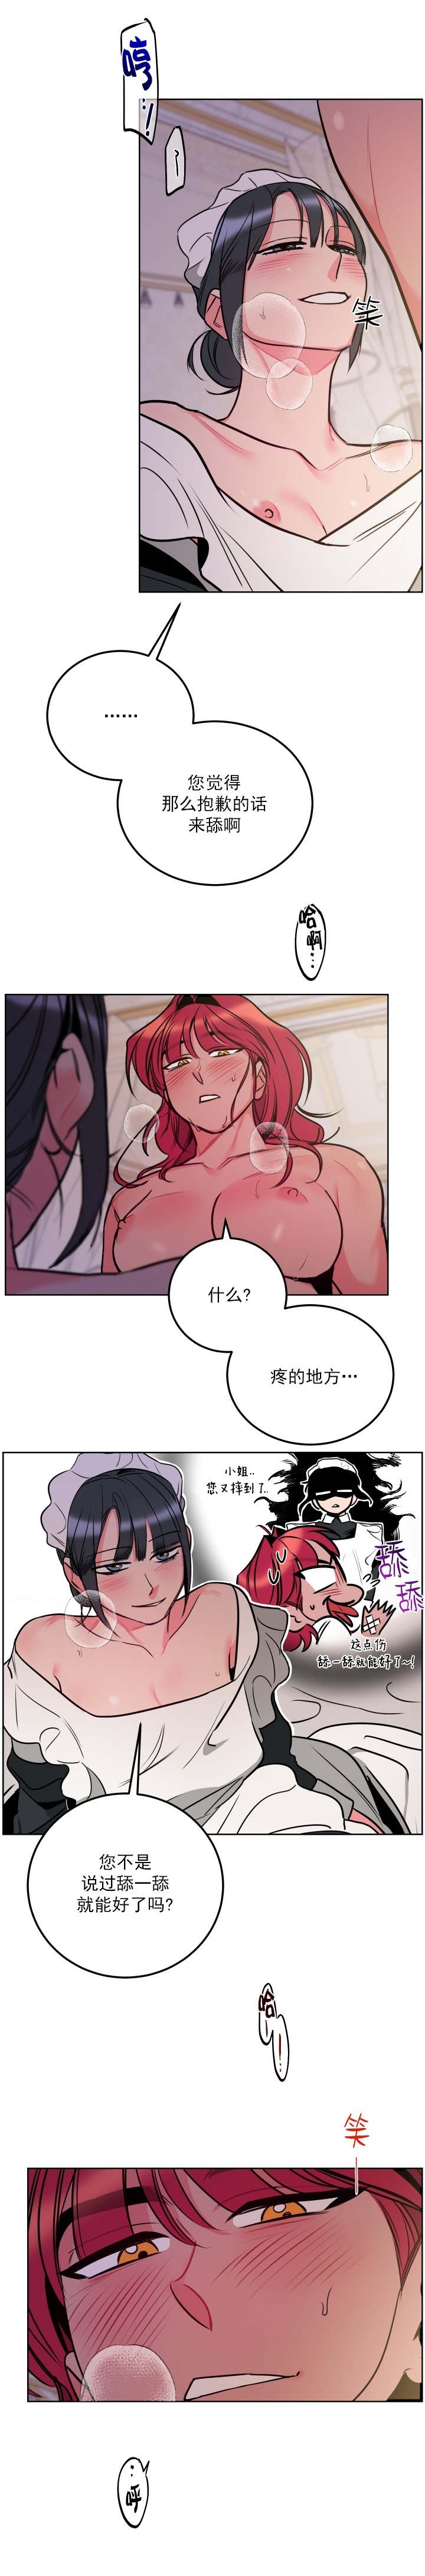 哼…!!
~
笑
……
您觉得
那么抱歉的话
来舔啊
哈啊…
什么?
疼的地方…
小姐..
您又摔到了..
舔
舔
这点伤
舔一舔就能好了~!
您不是
说过舔一舔
就能好了吗?
哈
…!
笑
…呼